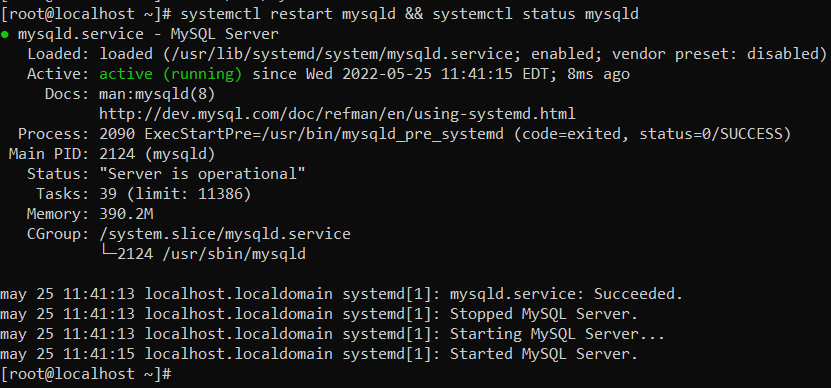 [root@localhost ~]# systemctl restart mysqld && systemctl status mysqld
● mysqld.service - MySQL Server
   Loaded: loaded (/usr/lib/systemd/system/mysqld.service; enabled; vendor preset: disabled)
   Active: active (running) since Wed 2022-05-25 11:41:15 EDT; 8ms ago
     Docs: man:mysqld(8)
           http://dev.mysql.com/doc/refman/en/using-systemd.html
  Process: 2090 ExecStartPre=/usr/bin/mysqld_pre_systemd (code=exited, status=0/SUCCESS)
 Main PID: 2124 (mysqld)
   Status: "Server is operational"
    Tasks: 39 (limit: 11386)
   Memory: 390.2M
   CGroup: /system.slice/mysqld.service
           └─2124 /usr/sbin/mysqld

may 25 11:41:13 localhost.localdomain systemd[1]: mysqld.service: Succeeded.
may 25 11:41:13 localhost.localdomain systemd[1]: Stopped MySQL Server.
may 25 11:41:13 localhost.localdomain systemd[1]: Starting MySQL Server...
may 25 11:41:15 localhost.localdomain systemd[1]: Started MySQL Server.
[root@localhost ~]#